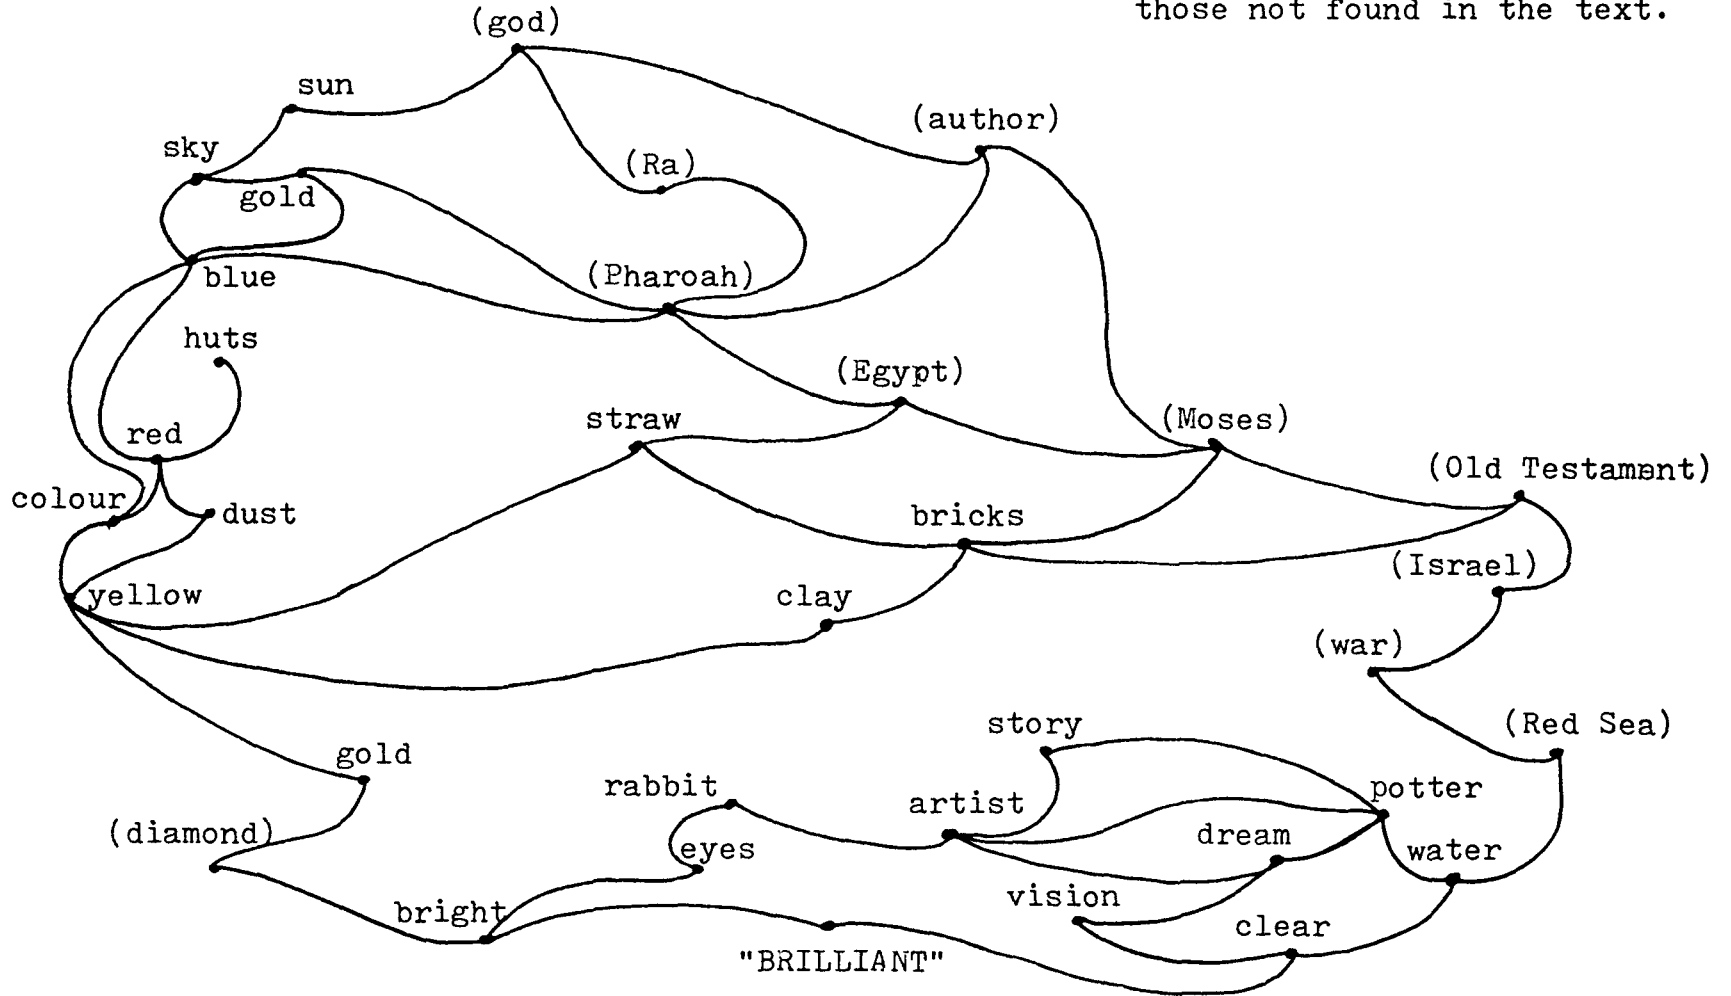 those not found in the text.
(god)
sun
(author)
sky
(Ra)
gold
(Pharoah)
blue
huts
(Egypt)
straw
(Moses)
red
(Old Testament)
colour
dust
bricks
(Israel)
yellow
clay
(war)
story
(Red Sea)
gold
rabbit
potter
artist
(diamond)
dream
eyes
water
vision
bright
clear
"BRILLIANT"